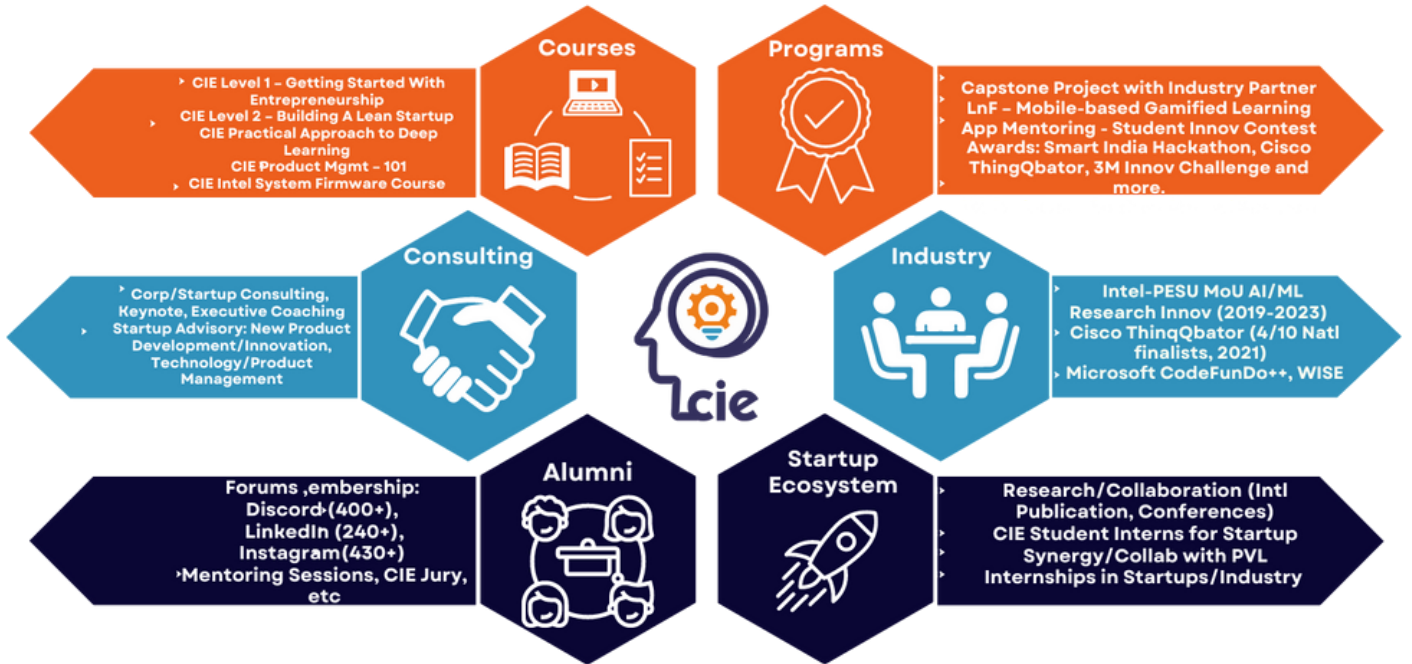 Courses
CIE Level 1 – Getting Started With
Entrepreneurship
CIE Level 2 – Building A Lean Startup
CIE Practical Approach to Deep
Learning
CIE Product Mgmt – 101
CIE Intel System Firmware Course
Programs
Capstone Project with Industry Partner
LnF – Mobile-based Gamified Learning
App Mentoring - Student Innov Contest
Awards: Smart India Hackathon, Cisco
ThingQbator, 3M Innov Challenge and
more.
Consulting
Corp/Startup Consulting,
Keynote, Executive Coaching
Startup Advisory: New Product
Development/Innovation,
Technology/Product
Management
cie
Industry
Intel-PESU MoU AI/ML
Research Innov (2019-2023)
Cisco ThinqQbator (4/10 Natl
finalists, 2021)
Microsoft CodeFunDo++, WISE
Alumni
Forums ,embership:
Discord (400+),
LinkedIn (240+),
Instagram(430+)
Mentoring Sessions, CIE Jury,
etc
Startup
Ecosystem
Research/Collaboration (Intl
Publication, Conferences)
CIE Student Interns for Startup
Synergy/Collab with PVL
Internships in Startups/Industry